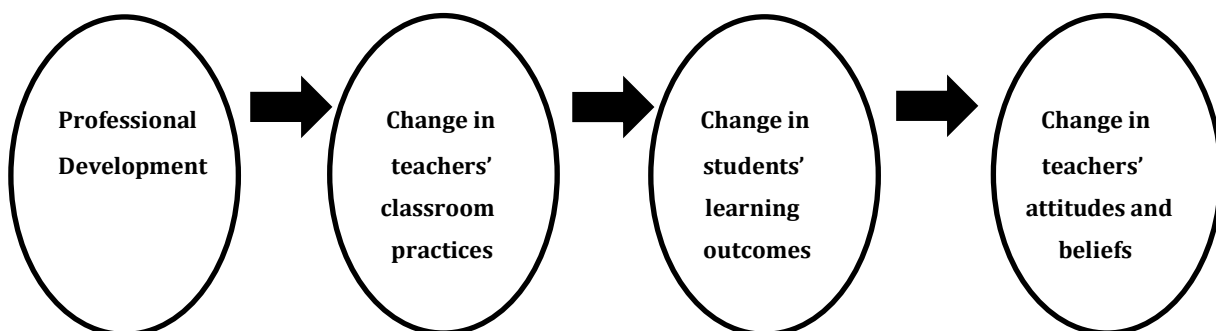 Professional
Development
Change in
teachers’
classroom
practices
Change in
students’
learning
outcomes
Change in
teachers’
attitudes and
beliefs